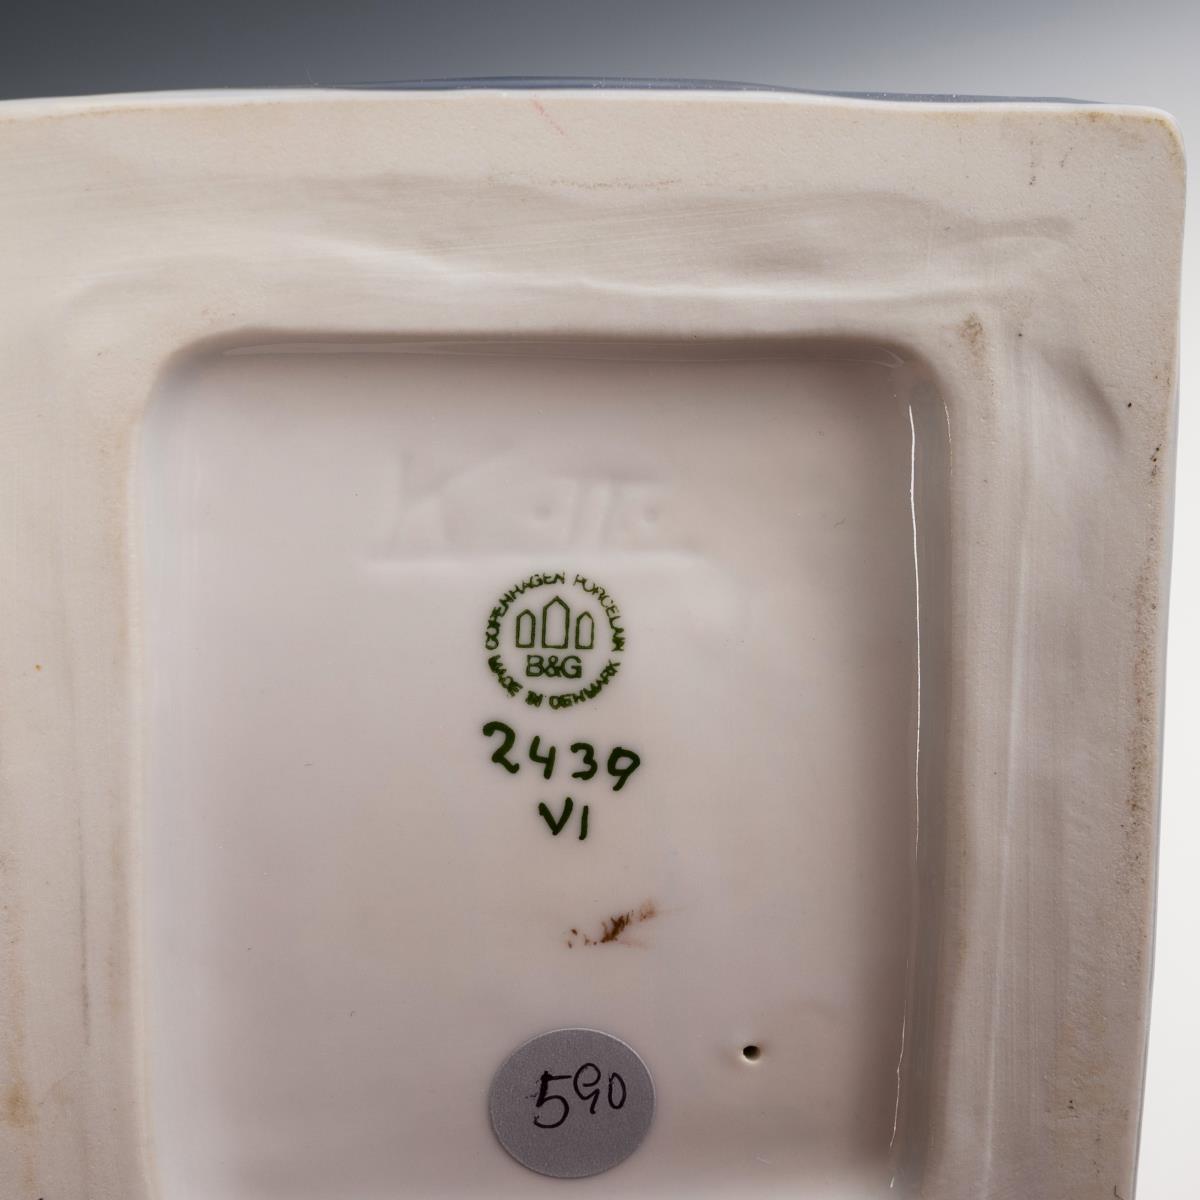 COPENHAGEN PORCELAIN
B&G
MADE IN DENMARK
2439
VI
590